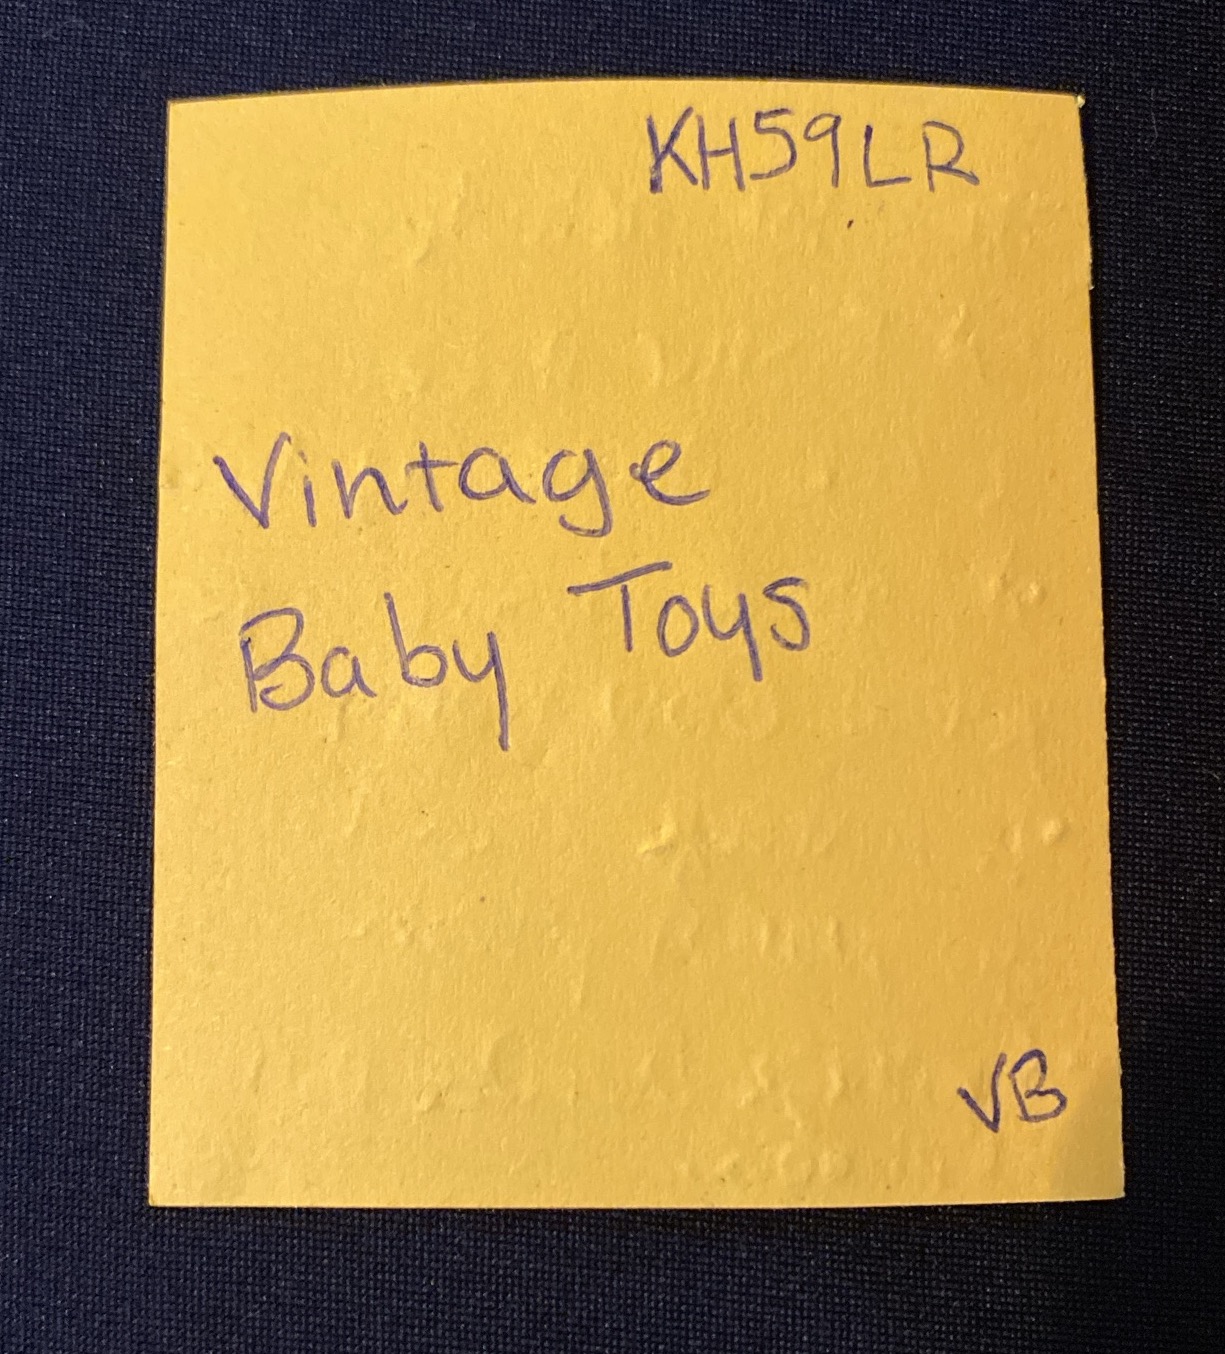 KH59LR
Vintage
Baby Toys
VB